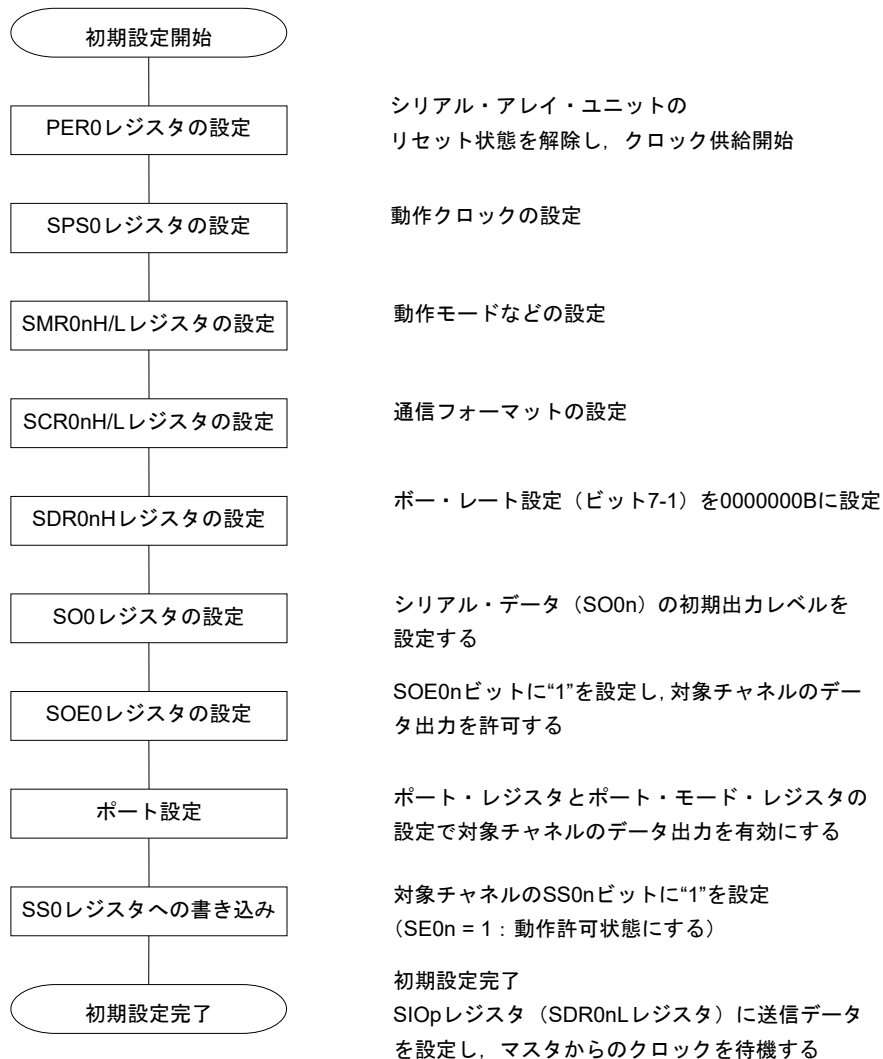 初期設定開始
PER0レジスタの設定
シリアル・アレイ・ユニットの
リセット状態を解除し，クロック供給開始
SPS0レジスタの設定
動作クロックの設定
SMR0nH/Lレジスタの設定
動作モードなどの設定
SCR0nH/Lレジスタの設定
通信フォーマットの設定
SDR0nHレジスタの設定
ボー・レート設定（ビット7-1）を0000000Bに設定
SO0レジスタの設定
シリアル・データ（SO0n）の初期出力レベルを
設定する
SOE0レジスタの設定
SOE0nビットに“1”を設定し，対象チャネルのデー
タ出力を許可する
ポート設定
ポート・レジスタとポート・モード・レジスタの
設定で対象チャネルのデータ出力を有効にする
SS0レジスタへの書き込み
対象チャネルのSS0nビットに“1”を設定
（SE0n = 1：動作許可状態にする）
初期設定完了
初期設定完了
SIOpレジスタ（SDR0nLレジスタ）に送信データ
を設定し，マスタからのクロックを待機する